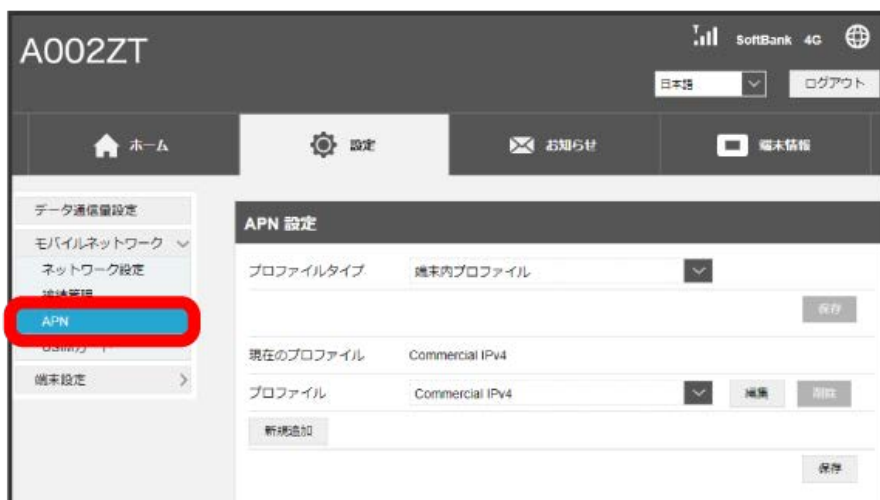 A002ZT
SoftBank 4G
日本語
ログアウト
ホーム
設定
お知らせ
端末情報
データ通信量設定
モバイルネットワーク
ネットワーク設定
APN
端末設定
APN 設定
プロファイルタイプ 端末内プロファイル
保存
現在のプロファイル Commercial IPv4
プロファイル Commercial IPv4 編集 削除
新規追加
保存